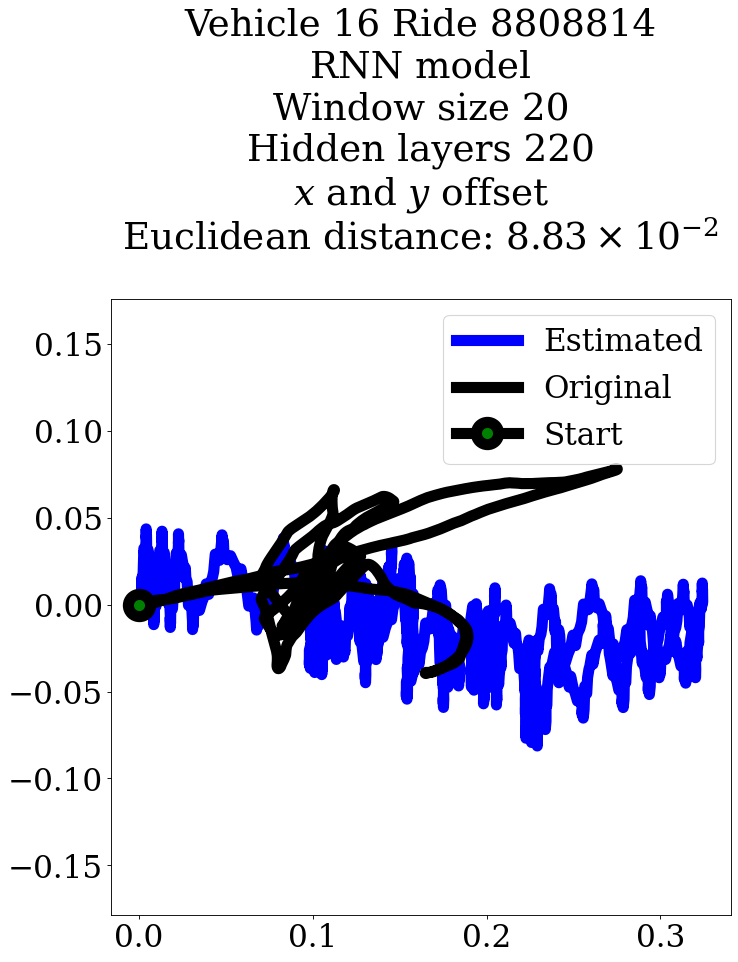 Vehicle 16 Ride 8808814
RNN model
Window size 20
Hidden layers 220
x and y offset
Euclidean distance: 8.83 × 10⁻²
Estimated
Original
Start
0.15
0.10
0.05
0.00
−0.05
−0.10
−0.15
0.0 0.1 0.2 0.3